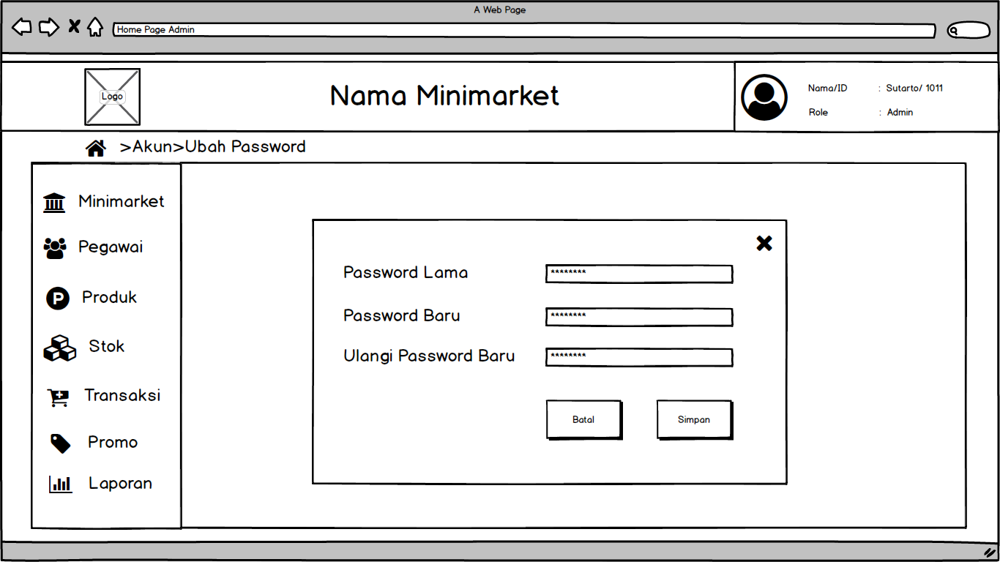 A Web Page
Home Page Admin
Logo
Nama Minimarket
Nama/ID : Sutarto/ 1011
Role : Admin
>Akun>Ubah Password
Minimarket
Pegawai
P Produk
Stok
Transaksi
Promo
Laporan
Password Lama ********
Password Baru ********
Ulangi Password Baru ********
Batal Simpan